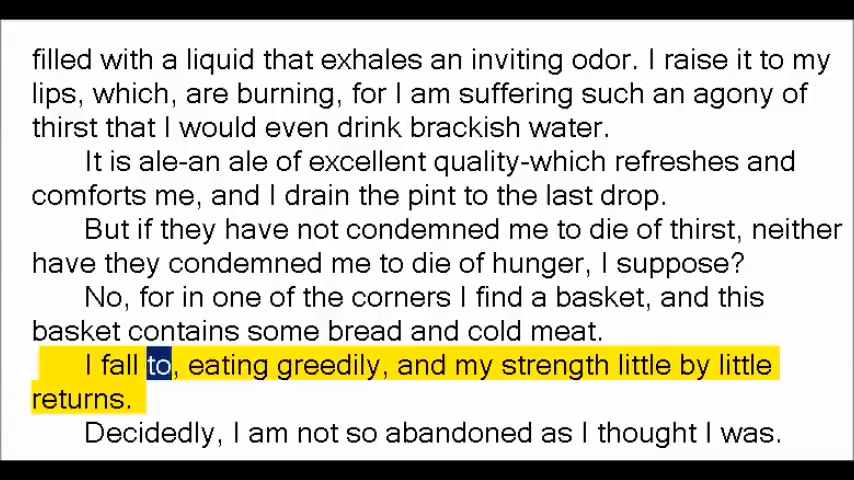 filled with a liquid that exhales an inviting odor. I raise it to my
lips, which, are burning, for I am suffering such an agony of
thirst that I would even drink brackish water.
It is ale-an ale of excellent quality-which refreshes and
comforts me, and I drain the pint to the last drop.
But if they have not condemned me to die of thirst, neither
have they condemned me to die of hunger, I suppose?
No, for in one of the corners I find a basket, and this
basket contains some bread and cold meat.
I fall to, eating greedily, and my strength little by little
returns.
Decidedly, I am not so abandoned as I thought I was.